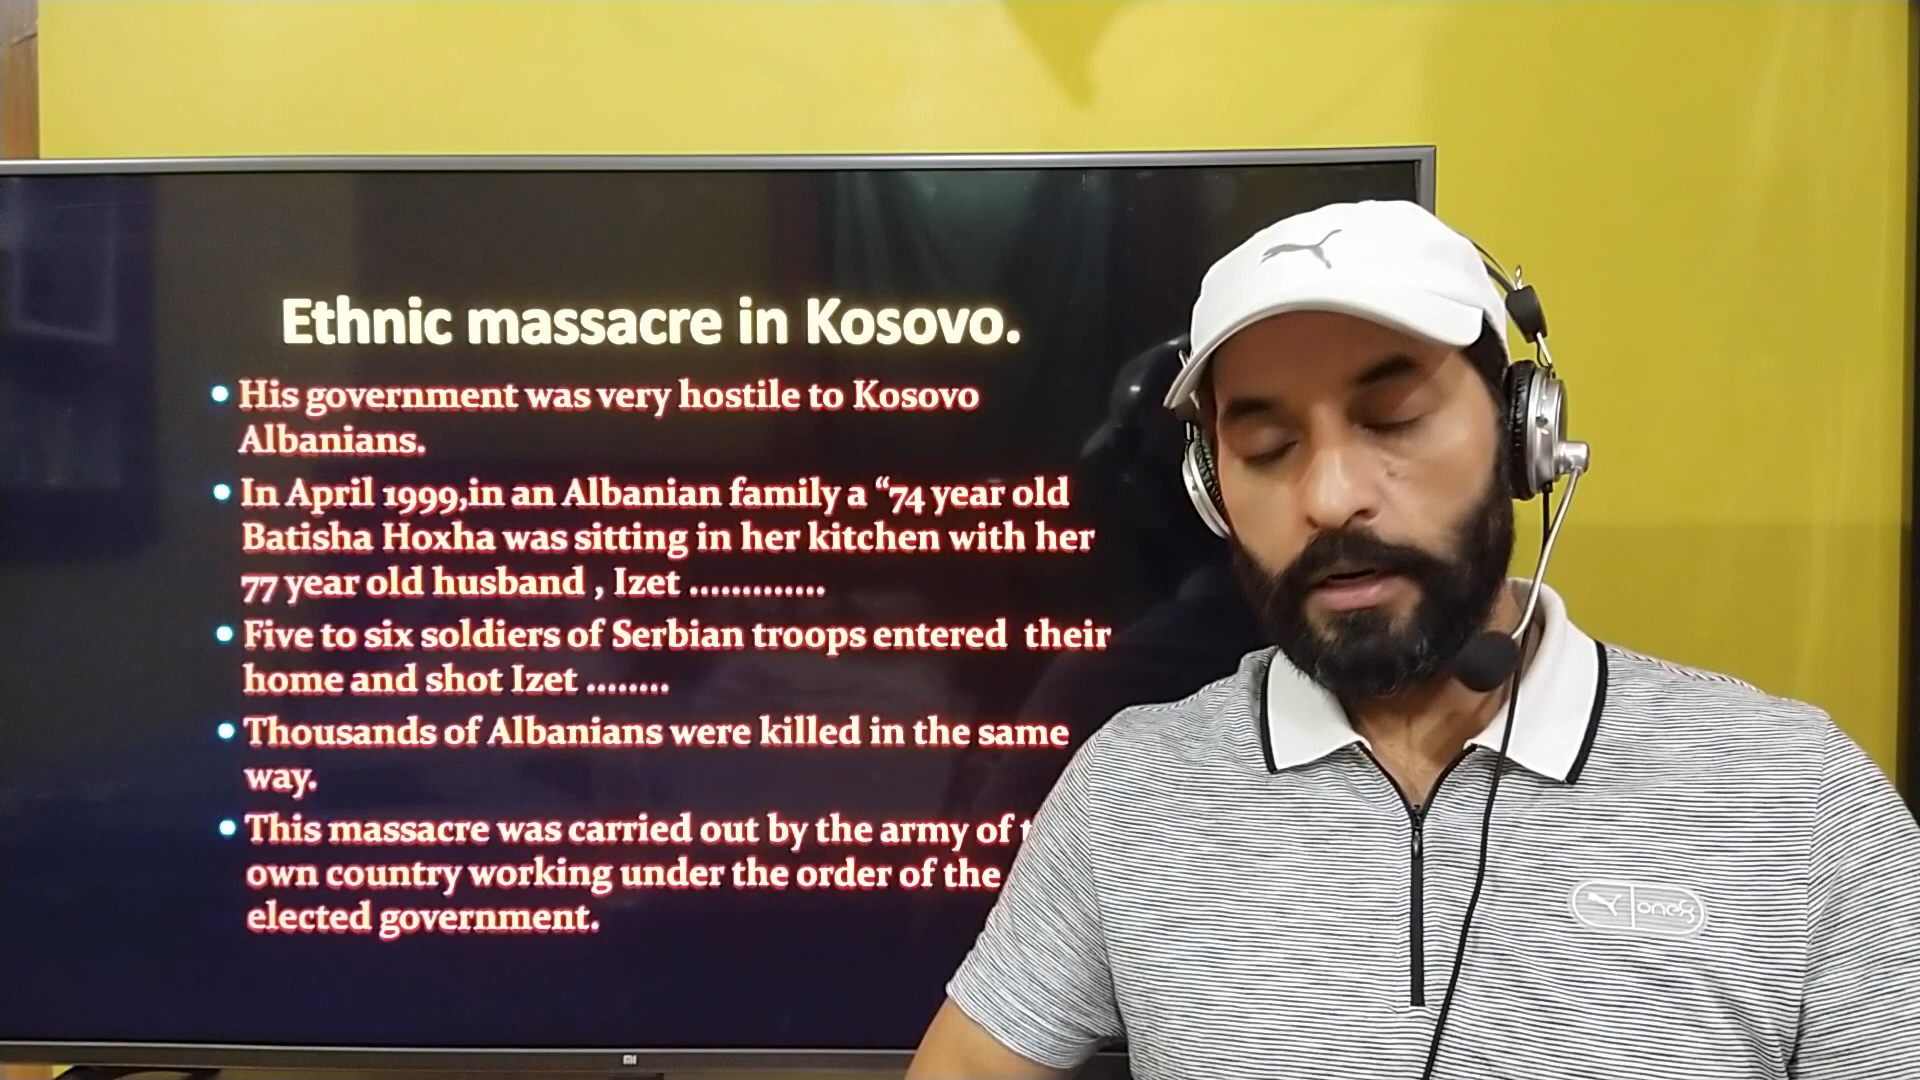 Ethnic massacre in Kosovo.
His government was very hostile to Kosovo
Albanians.
In April 1999,in an Albanian family a “74 year old
Batisha Hoxha was sitting in her kitchen with her
77 year old husband , Izet .............
Five to six soldiers of Serbian troops entered their
home and shot Izet ........
Thousands of Albanians were killed in the same
way.
This massacre was carried out by the army of
own country working under the order of the
elected government.
mi
one8